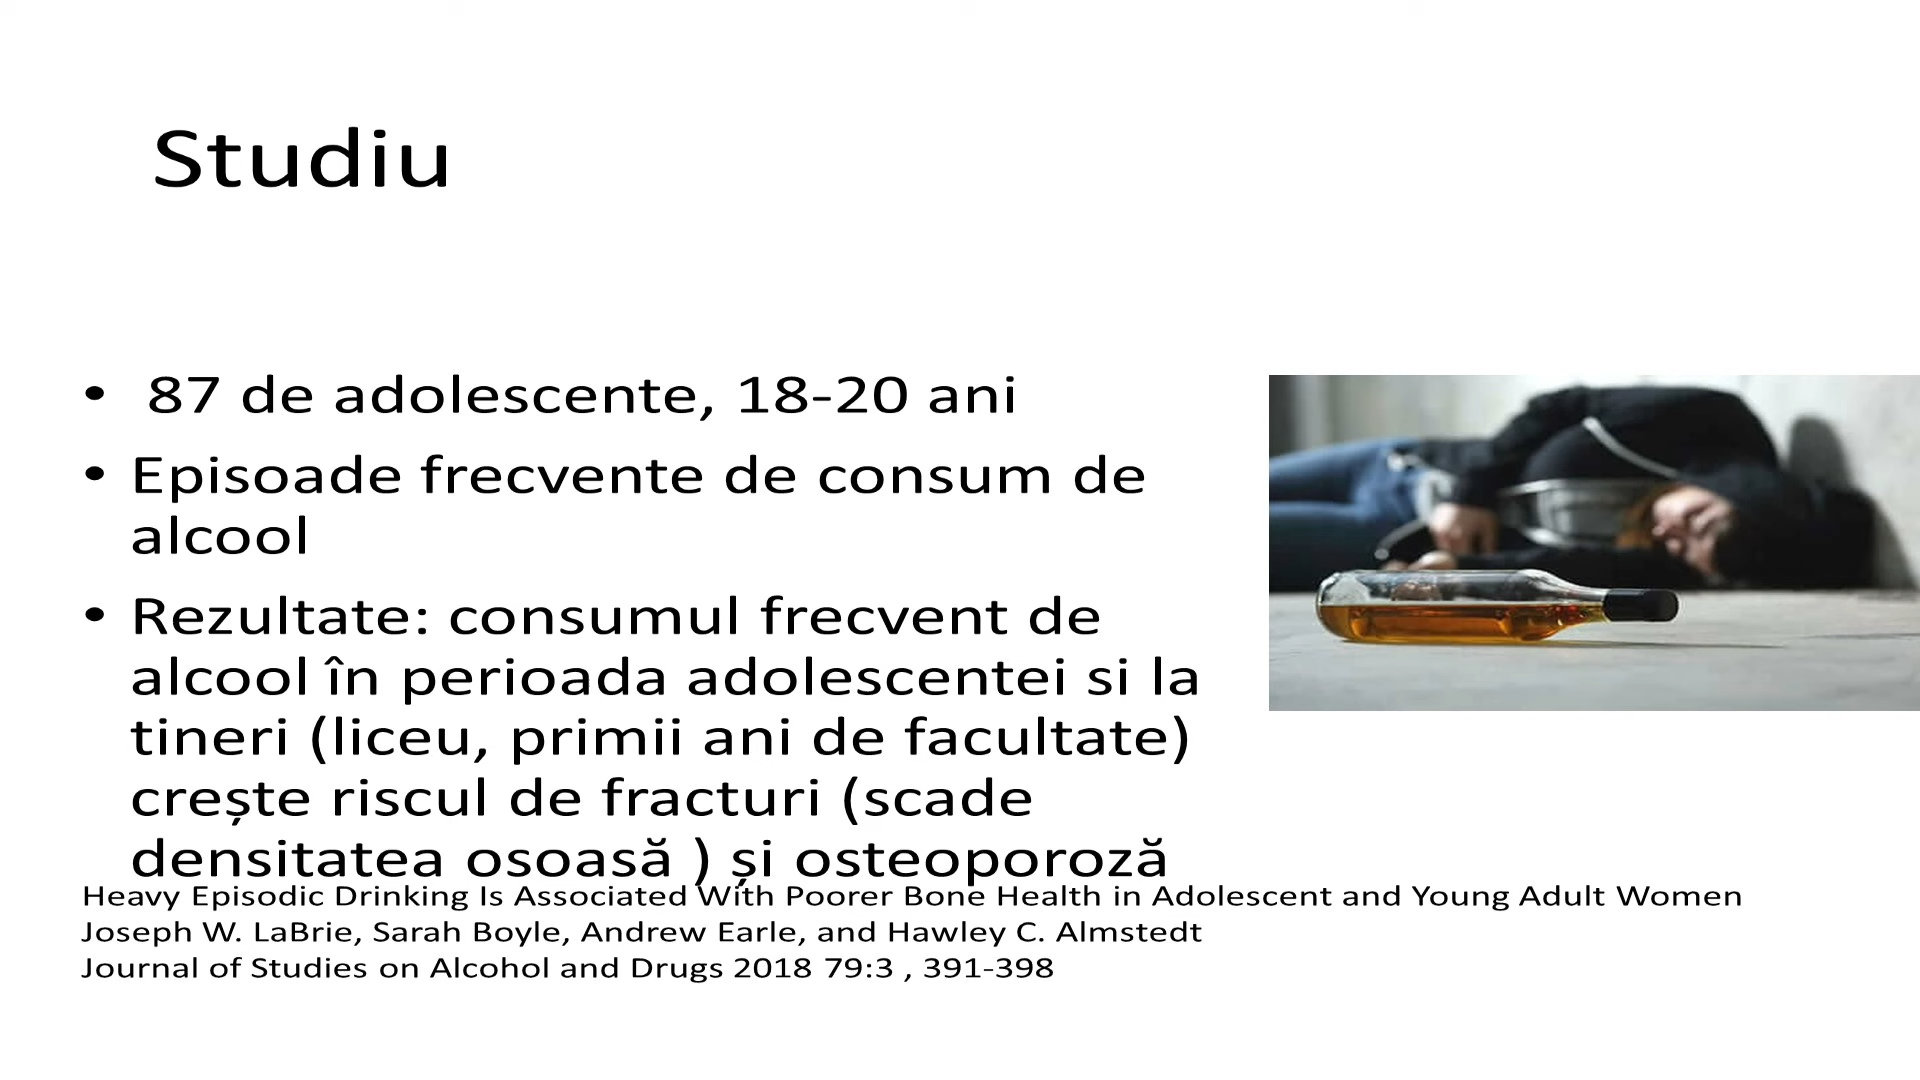 Studiu
• 87 de adolescente, 18-20 ani
• Episoade frecvente de consum de
alcool
• Rezultate: consumul frecvent de
alcool în perioada adolescentei si la
tineri (liceu, primii ani de facultate)
crește riscul de fracturi (scade
densitatea osoasă ) și osteoporoză
Heavy Episodic Drinking Is Associated With Poorer Bone Health in Adolescent and Young Adult Women
Joseph W. LaBrie, Sarah Boyle, Andrew Earle, and Hawley C. Almstedt
Journal of Studies on Alcohol and Drugs 2018 79:3 , 391-398